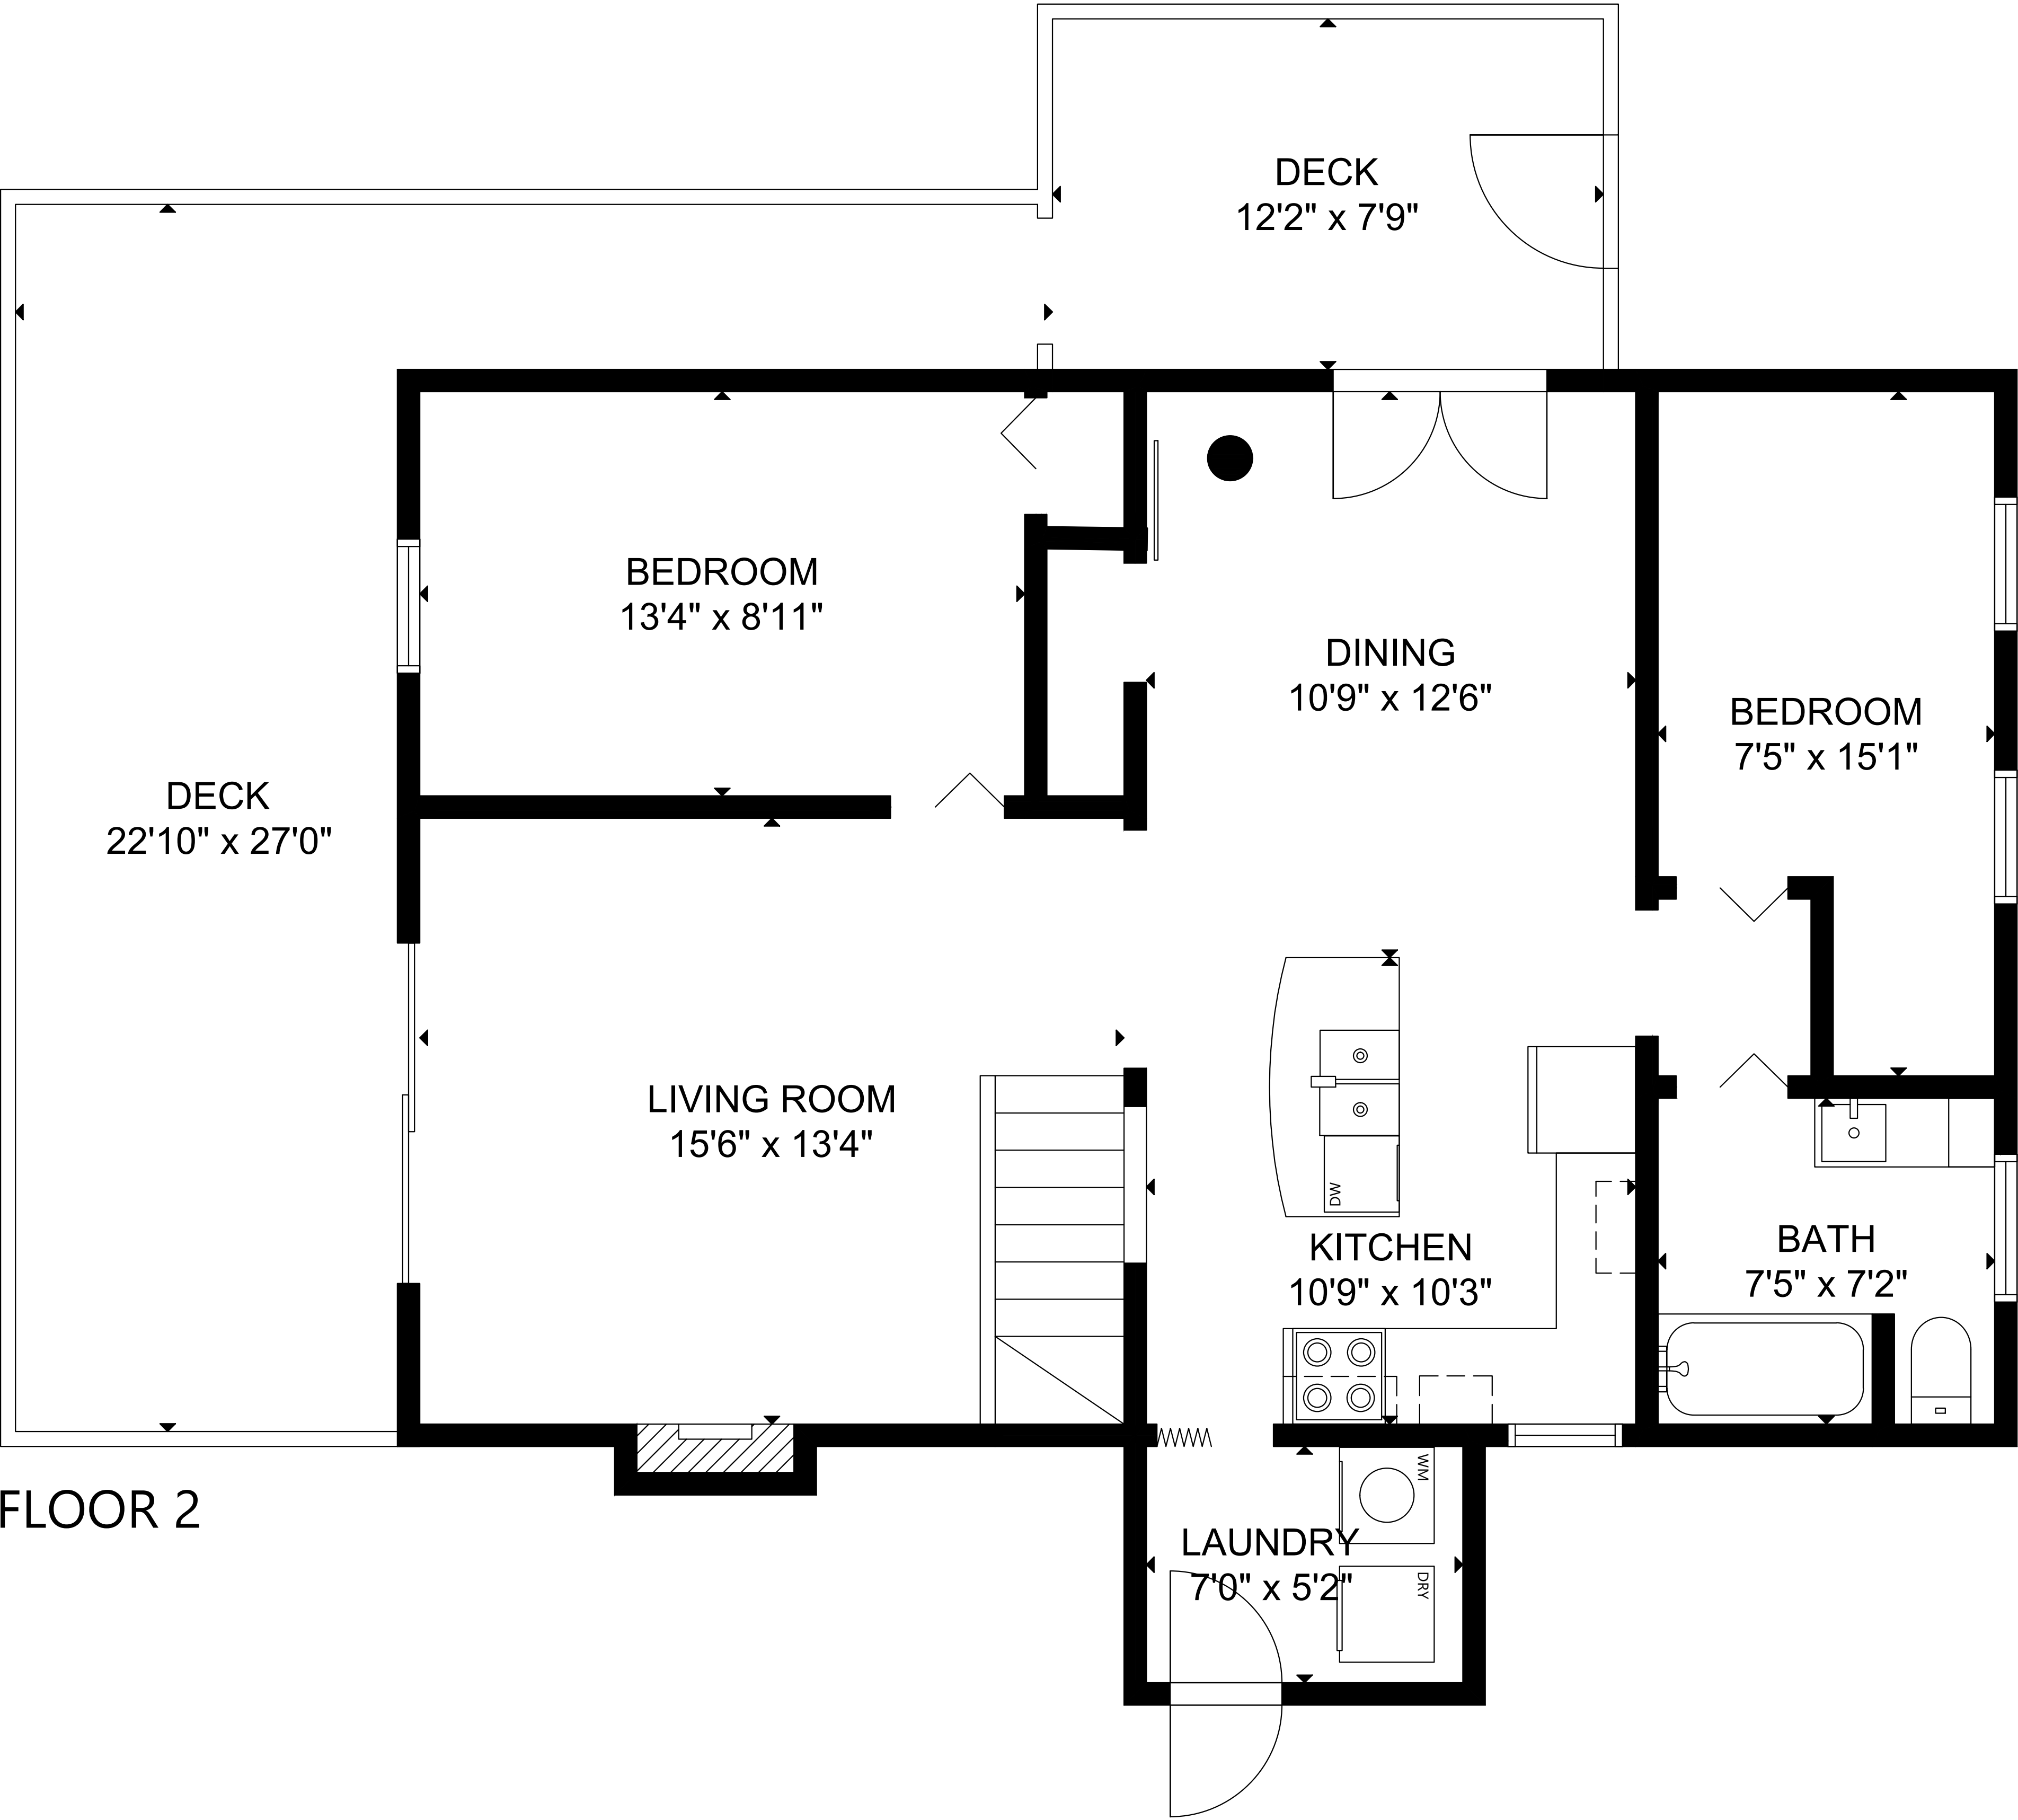 DECK
12'2" x 7'9"
BEDROOM
13'4" x 8'11"
DINING
10'9" x 12'6"
BEDROOM
7'5" x 15'1"
DECK
22'10" x 27'0"
LIVING ROOM
15'6" x 13'4"
DW
KITCHEN
10'9" x 10'3"
BATH
7'5" x 7'2"
FLOOR 2
WM
LAUNDRY
7'0" x 5'2"
DRY